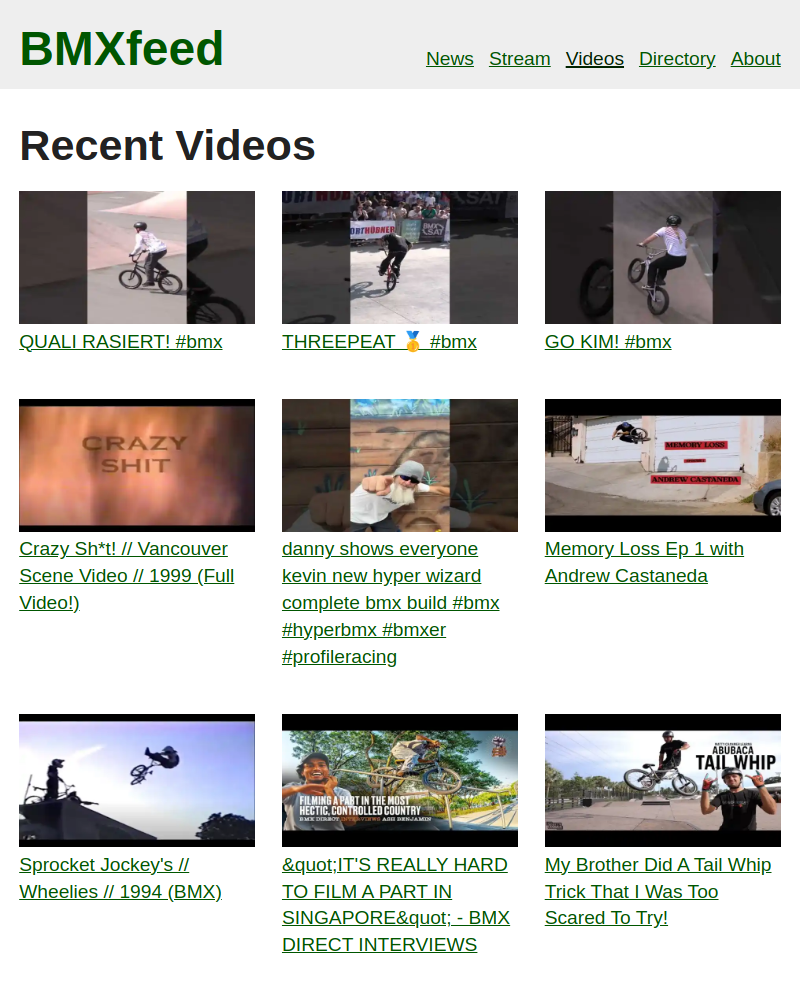 BMXfeed
News Stream Videos Directory About
Recent Videos
ORTHÜBNER
BMX
SAT
QUALI RASIERT! #bmx
THREEPEAT 🥇 #bmx
GO KIM! #bmx
CRAZY
SHIT
MEMORY LOSS
ANDREW CASTANEDA
Crazy Sh*t! // Vancouver
Scene Video // 1999 (Full
Video!)
danny shows everyone
kevin new hyper wizard
complete bmx build #bmx
#hyperbmx #bmxer
#profileracing
Memory Loss Ep 1 with
Andrew Castaneda
FILMING A PART IN THE MOST
HECTIC, CONTROLLED COUNTRY
BMX DIRECT INTERVIEWS ASH BENJAMIN
ABUBACA
TAIL WHIP
Sprocket Jockey's //
Wheelies // 1994 (BMX)
&quot;IT'S REALLY HARD
TO FILM A PART IN
SINGAPORE&quot; - BMX
DIRECT INTERVIEWS
My Brother Did A Tail Whip
Trick That I Was Too
Scared To Try!